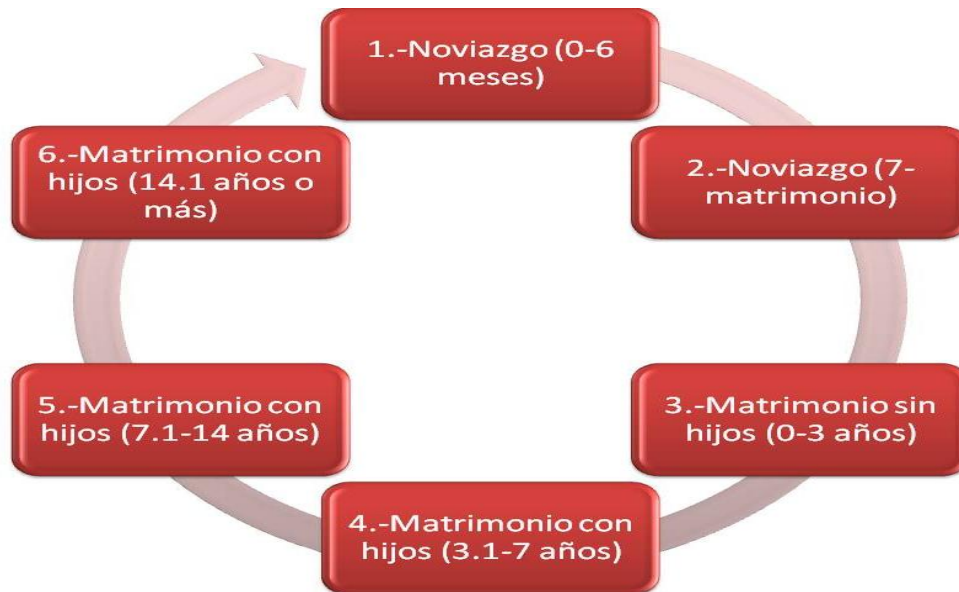 1.-Noviazgo (0-6
meses)
2.-Noviazgo (7-
matrimonio)
3.-Matrimonio sin
hijos (0-3 años)
4.-Matrimonio con
hijos (3.1-7 años)
5.-Matrimonio con
hijos (7.1-14 años)
6.-Matrimonio con
hijos (14.1 años o
más)